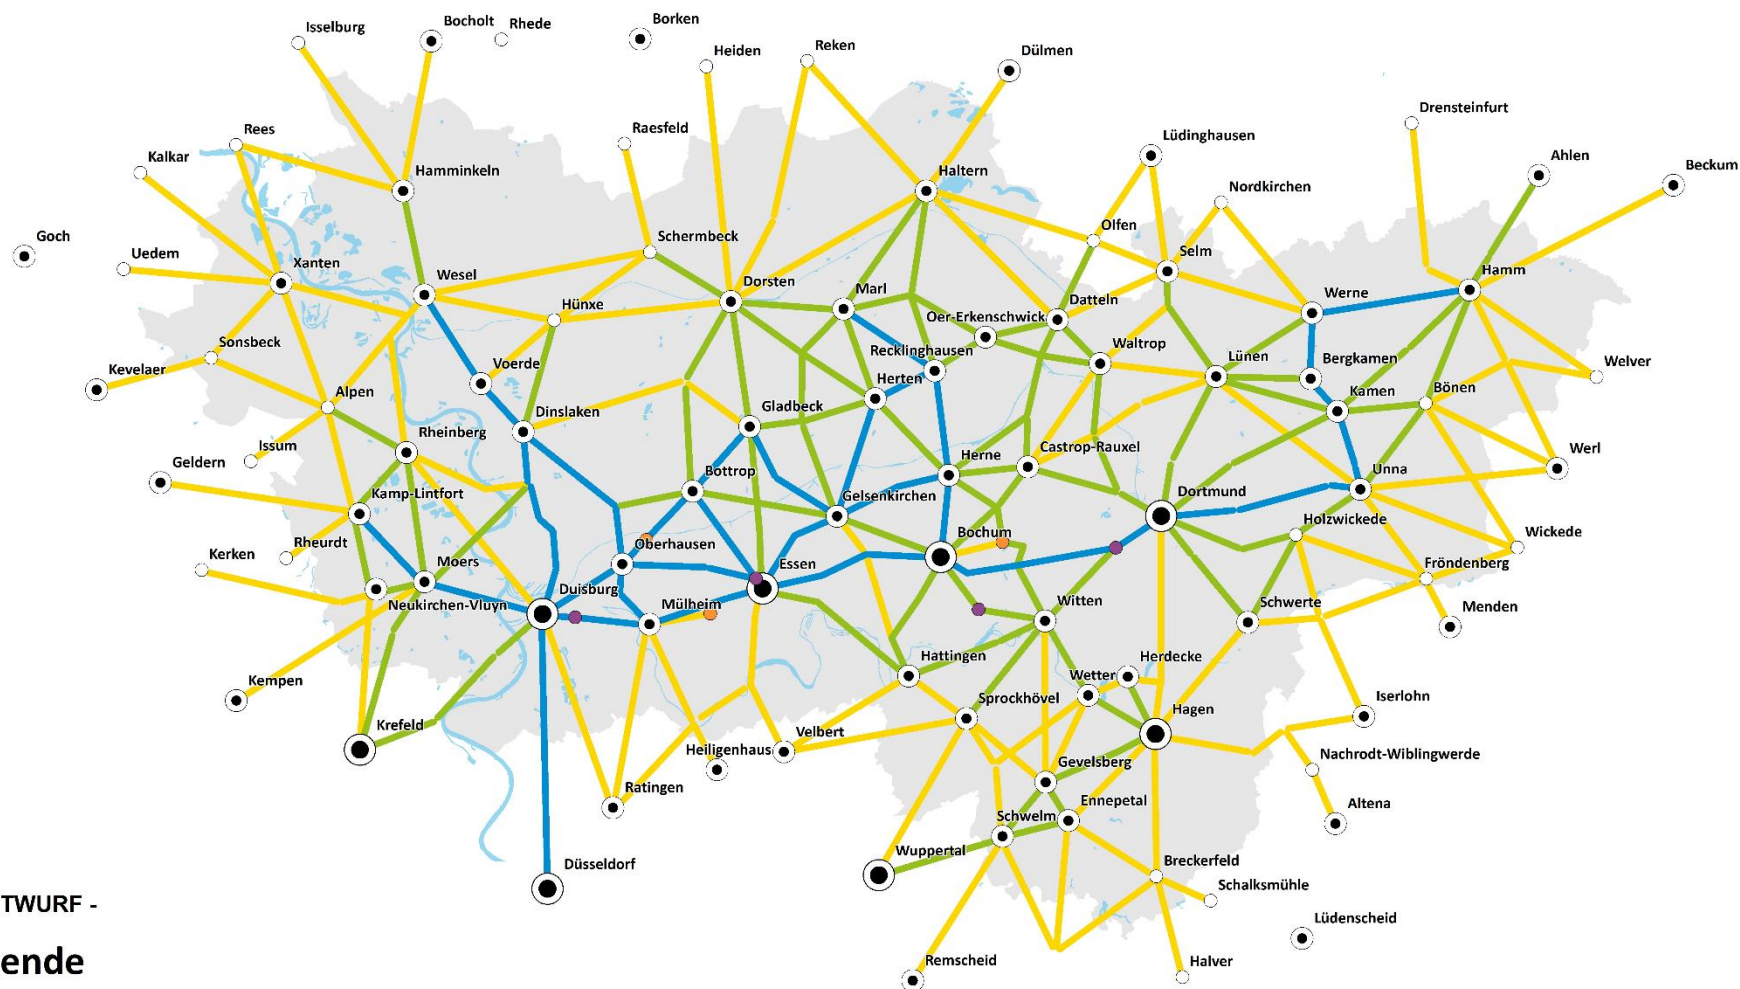 Isselburg
Bocholt
Rhede
Borken
Heiden
Reken
Dülmen
Drensteinfurt
Rees
Raesfeld
Lüdinghausen
Kalkar
Hamminkeln
Haltern
Ahlen
Beckum
Nordkirchen
Goch
Olfen
Uedem
Xanten
Schermbeck
Selm
Wesel
Dorsten
Marl
Hamm
Hünxe
Datteln
Werne
Oer-Erkenschwick
Sonsbeck
Recklinghausen
Waltrop
Lünen
Bergkamen
Kevelaer
Voerde
Herten
Welver
Alpen
Kamen
Bönen
Dinslaken
Gladbeck
Issum
Rheinberg
Castrop-Rauxel
Werl
Geldern
Bottrop
Herne
Unna
Kamp-Lintfort
Gelsenkirchen
Dortmund
Holzwickede
Rheurdt
Oberhausen
Bochum
Wickede
Kerken
Moers
Essen
Fröndenberg
Duisburg
Neukirchen-Vluyn
Mülheim
Witten
Schwerte
Menden
Hattingen
Herdecke
Kempen
Wetter
Sprockhövel
Iserlohn
Krefeld
Hagen
Velbert
Heiligenhaus
Nachrodt-Wiblingwerde
Gevelsberg
Ratingen
Ennepetal
Altena
Schwelm
Wuppertal
Düsseldorf
Breckerfeld
Schalksmühle
TWURF -
Lüdenscheid
ende
Remscheid
Halver